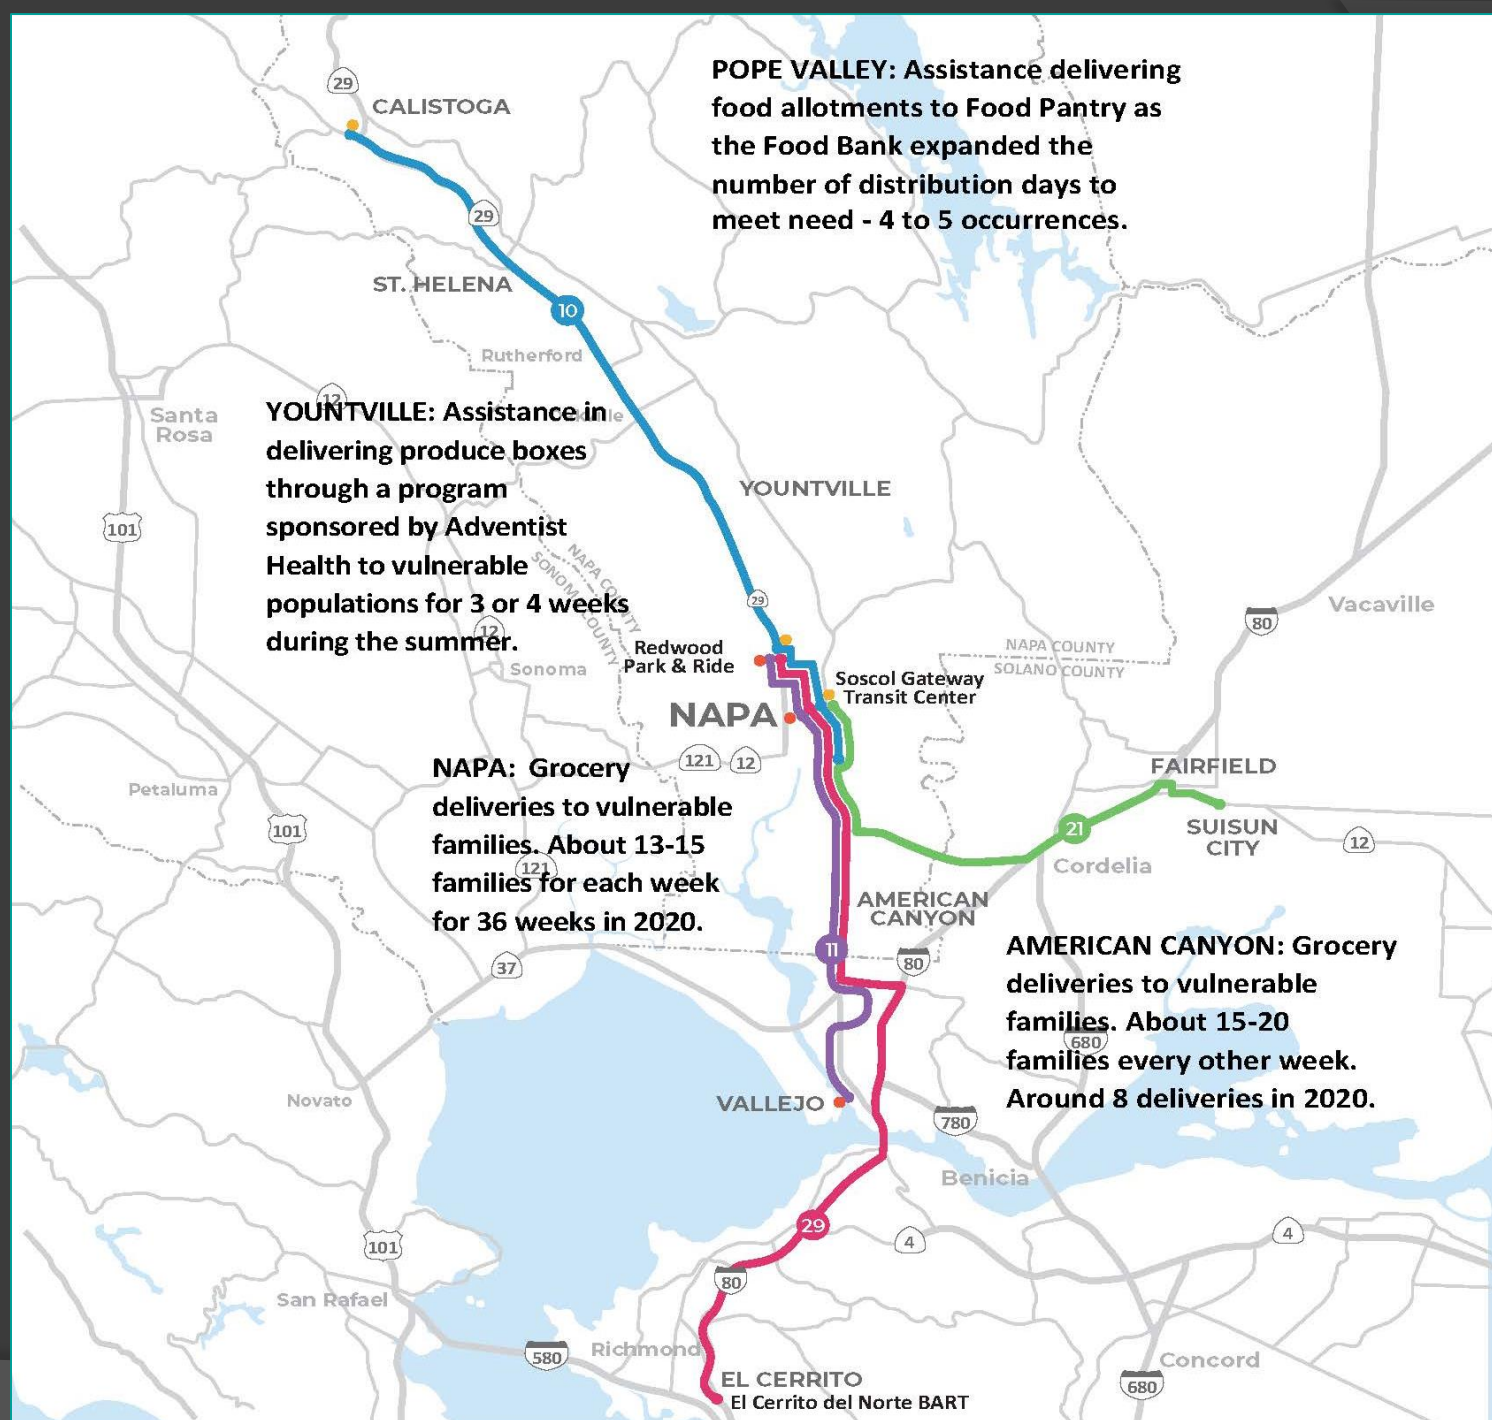 29
CALISTOGA
POPE VALLEY: Assistance delivering
food allotments to Food Pantry as
the Food Bank expanded the
number of distribution days to
meet need - 4 to 5 occurrences.
29
ST. HELENA
10
Rutherford
12
Santa
Rosa
YOUNTVILLE: Assistance in
delivering produce boxes
through a program
sponsored by Adventist
Health to vulnerable
populations for 3 or 4 weeks
during the summer.
YOUNTVILLE
101
NAPA COUNTY
SONOMA COUNTY
29
12
Sonoma
Vacaville
80
NAPA COUNTY
SOLANO COUNTY
Redwood
Park & Ride
Soscol Gateway
Transit Center
NAPA
121
12
NAPA: Grocery
deliveries to vulnerable
families. About 13-15
families for each week
for 36 weeks in 2020.
Petaluma
101
121
FAIRFIELD
21
SUISUN
CITY
12
Cordelia
AMERICAN
CANYON
11
80
37
AMERICAN CANYON: Grocery
deliveries to vulnerable
families. About 15-20
families every other week.
Around 8 deliveries in 2020.
680
Novato
VALLEJO
780
Benicia
29
4
4
101
80
San Rafael
580
Richmond
EL CERRITO
El Cerrito del Norte BART
Concord
680